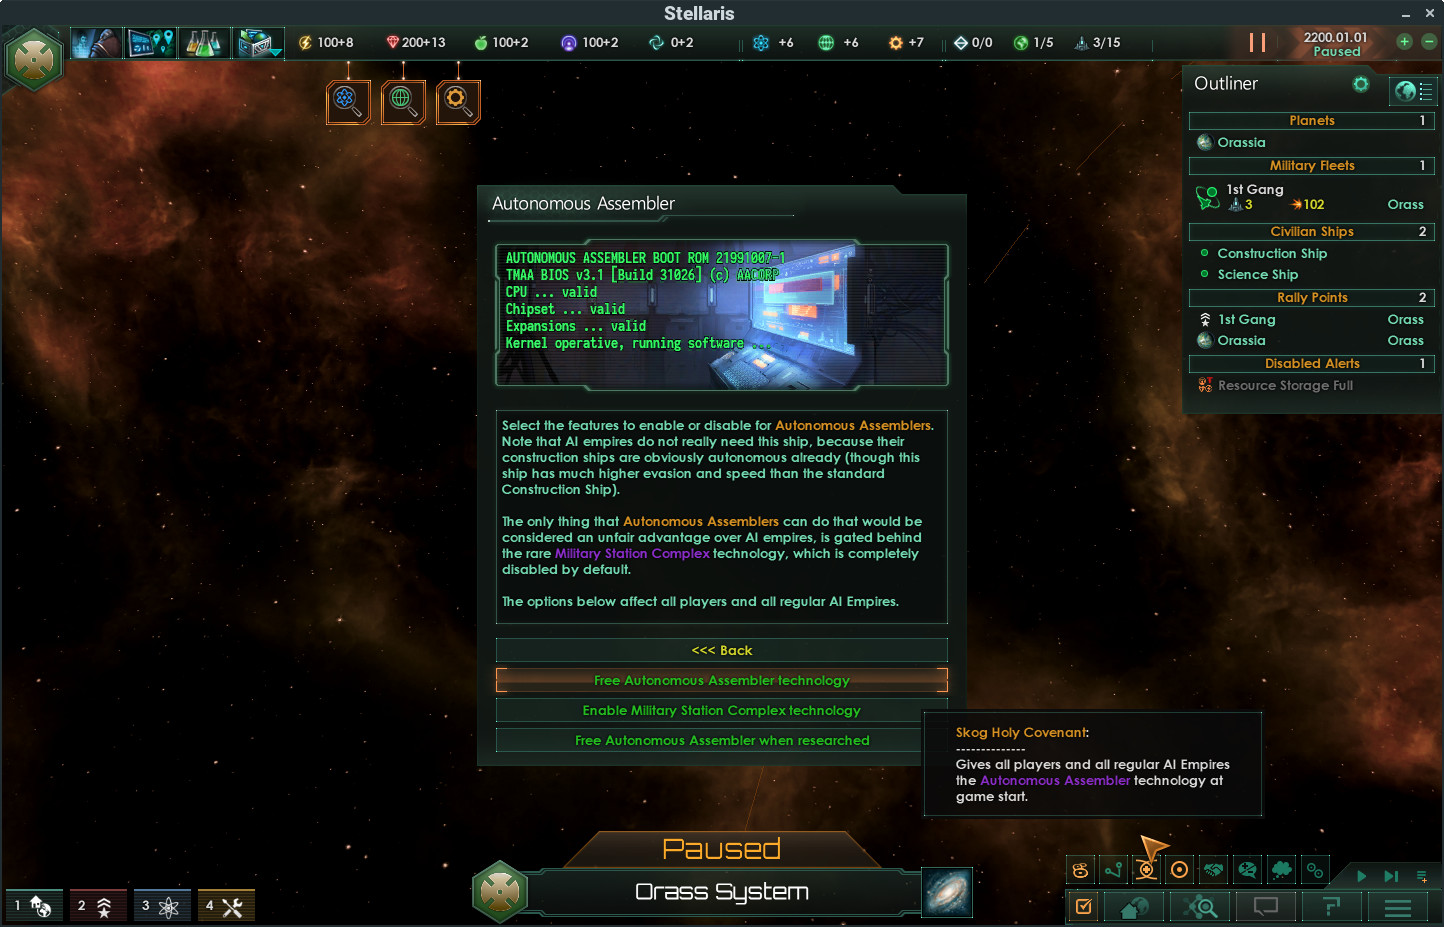 Stellaris
100+8
200+13
100+2
100+2
0+2
+6
+6
+7
0/0
1/5
3/15
2200.01.01
Paused
Outliner
Planets 1
Orassia
Military Fleets 1
1st Gang
3 102 Orass
Civilian Ships 2
Construction Ship
Science Ship
Rally Points 2
1st Gang Orass
Orassia Orass
Disabled Alerts 1
Resource Storage Full
Autonomous Assembler
AUTONOMOUS ASSEMBLER BOOT ROM 21991007-1
TMAA BIOS v3.1 [Build 31026] (c) AACORP
CPU ... valid
Chipset ... valid
Expansions ... valid
Kernel operative, running software ...
Select the features to enable or disable for Autonomous Assemblers.
Note that AI empires do not really need this ship, because their
construction ships are obviously autonomous already (though this
ship has much higher evasion and speed than the standard
Construction Ship).
The only thing that Autonomous Assemblers can do that would be
considered an unfair advantage over AI empires, is gated behind
the rare Military Station Complex technology, which is completely
disabled by default.
The options below affect all players and all regular AI Empires.
<<< Back
Free Autonomous Assembler technology
Enable Military Station Complex technology
Free Autonomous Assembler when researched
Skog Holy Covenant:
--------------
Gives all players and all regular AI Empires
the Autonomous Assembler technology at
game start.
Paused
Orass System
1
2
3
4